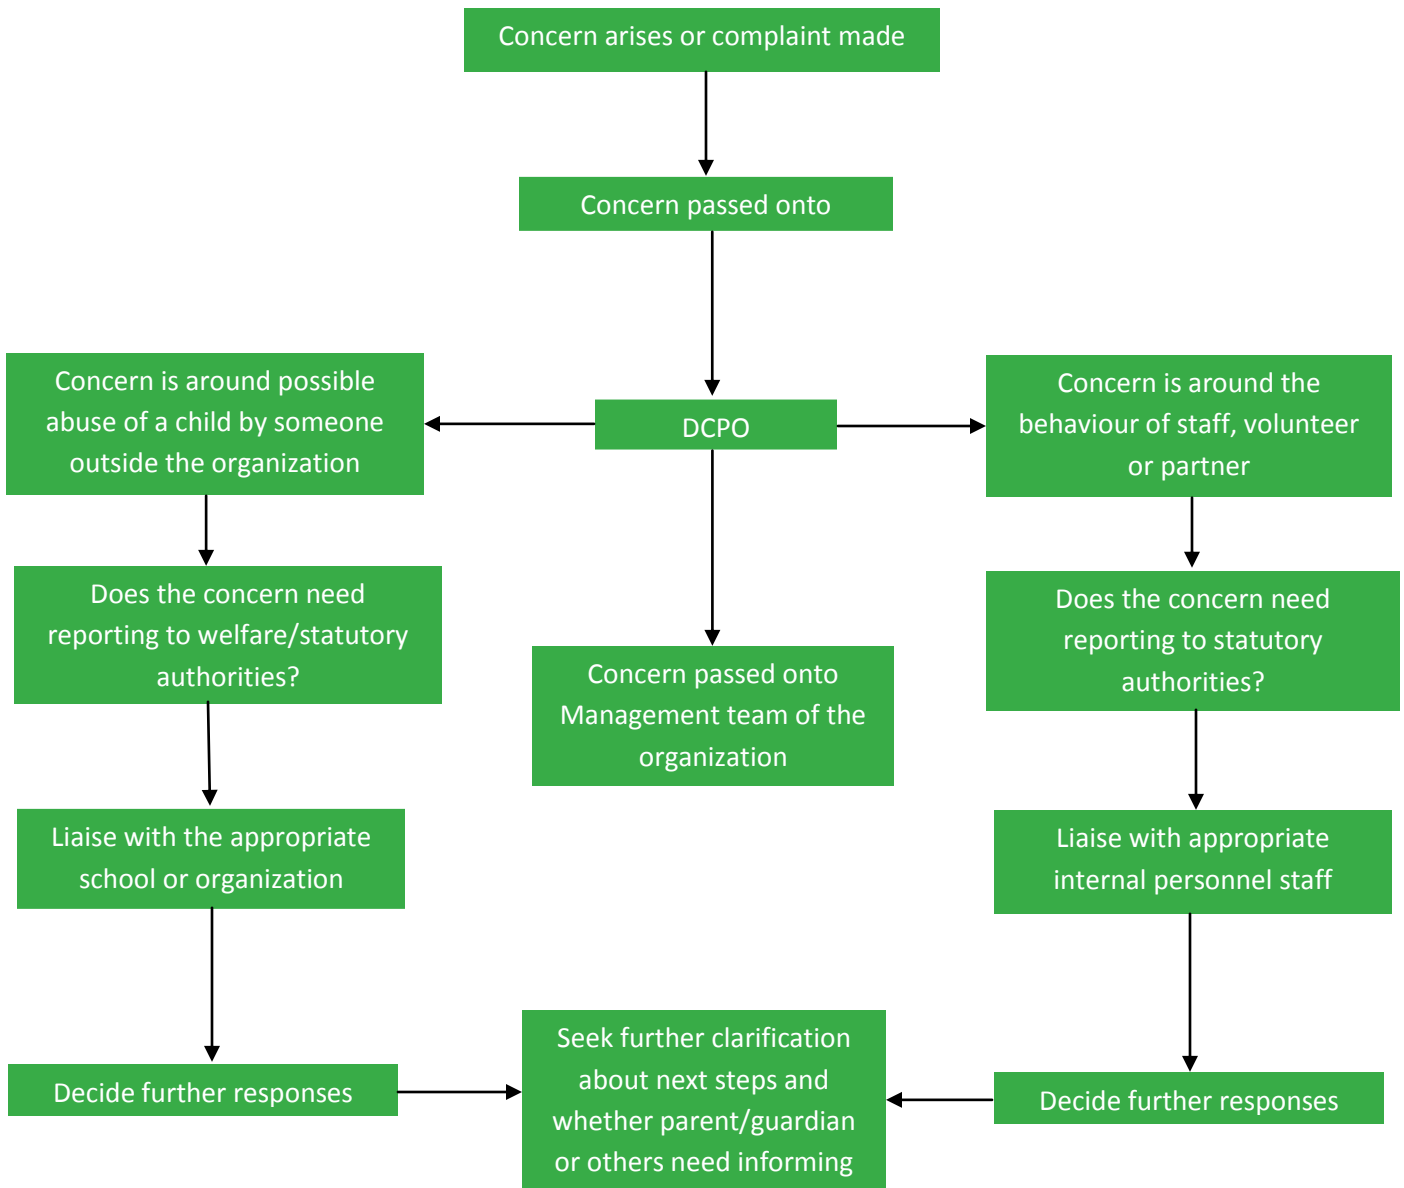 Concern arises or complaint made
Concern passed onto
DCPO
Concern is around possible
abuse of a child by someone
outside the organization
Concern is around the
behaviour of staff, volunteer
or partner
Does the concern need
reporting to welfare/statutory
authorities?
Concern passed onto
Management team of the
organization
Does the concern need
reporting to statutory
authorities?
Liaise with the appropriate
school or organization
Liaise with appropriate
internal personnel staff
Decide further responses
Seek further clarification
about next steps and
whether parent/guardian
or others need informing
Decide further responses